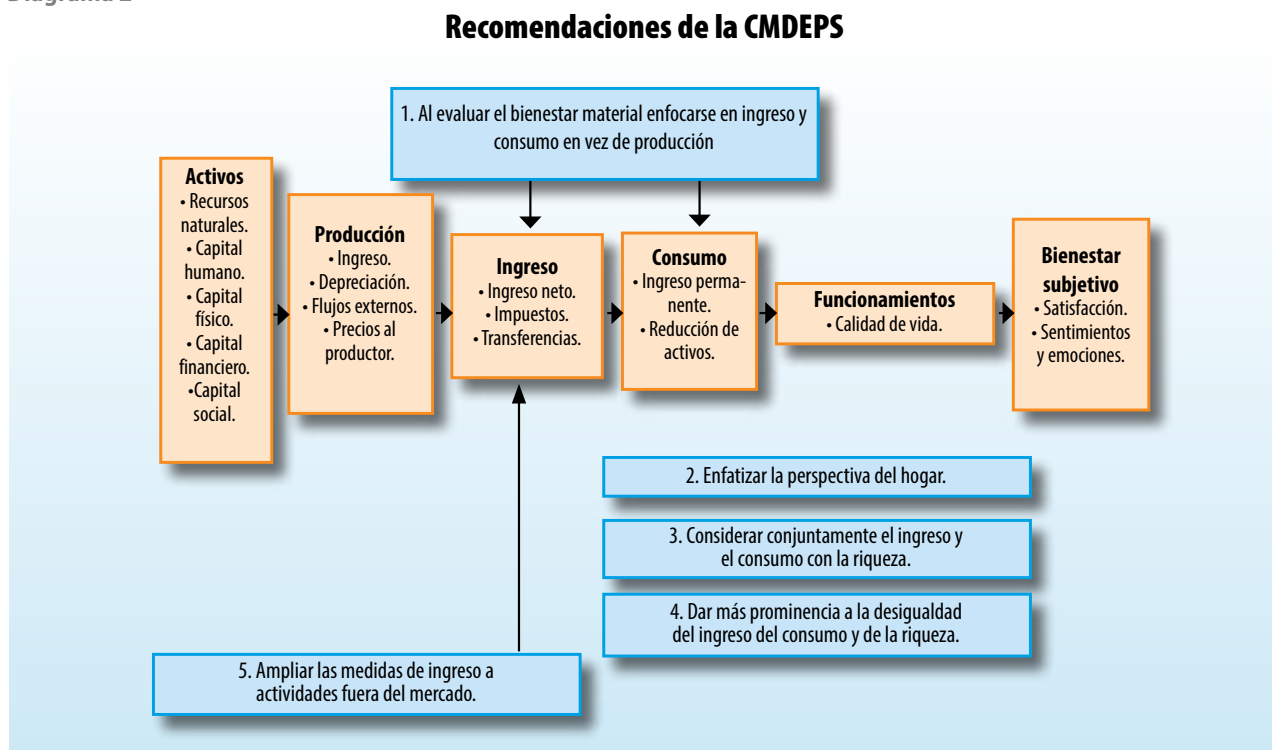 Recomendaciones de la CMDEPS
1. Al evaluar el bienestar material enfocarse en ingreso y
consumo en vez de producción
Activos
• Recursos
naturales.
• Capital
humano.
• Capital
físico.
• Capital
financiero.
•Capital
social.
Producción
• Ingreso.
• Depreciación.
• Flujos externos.
• Precios al
productor.
Ingreso
• Ingreso neto.
• Impuestos.
• Transferencias.
Consumo
• Ingreso perma-
nente.
• Reducción de
activos.
Funcionamientos
• Calidad de vida.
Bienestar
subjetivo
• Satisfacción.
• Sentimientos
y emociones.
2. Enfatizar la perspectiva del hogar.
3. Considerar conjuntamente el ingreso y
el consumo con la riqueza.
4. Dar más prominencia a la desigualdad
del ingreso del consumo y de la riqueza.
5. Ampliar las medidas de ingreso a
actividades fuera del mercado.